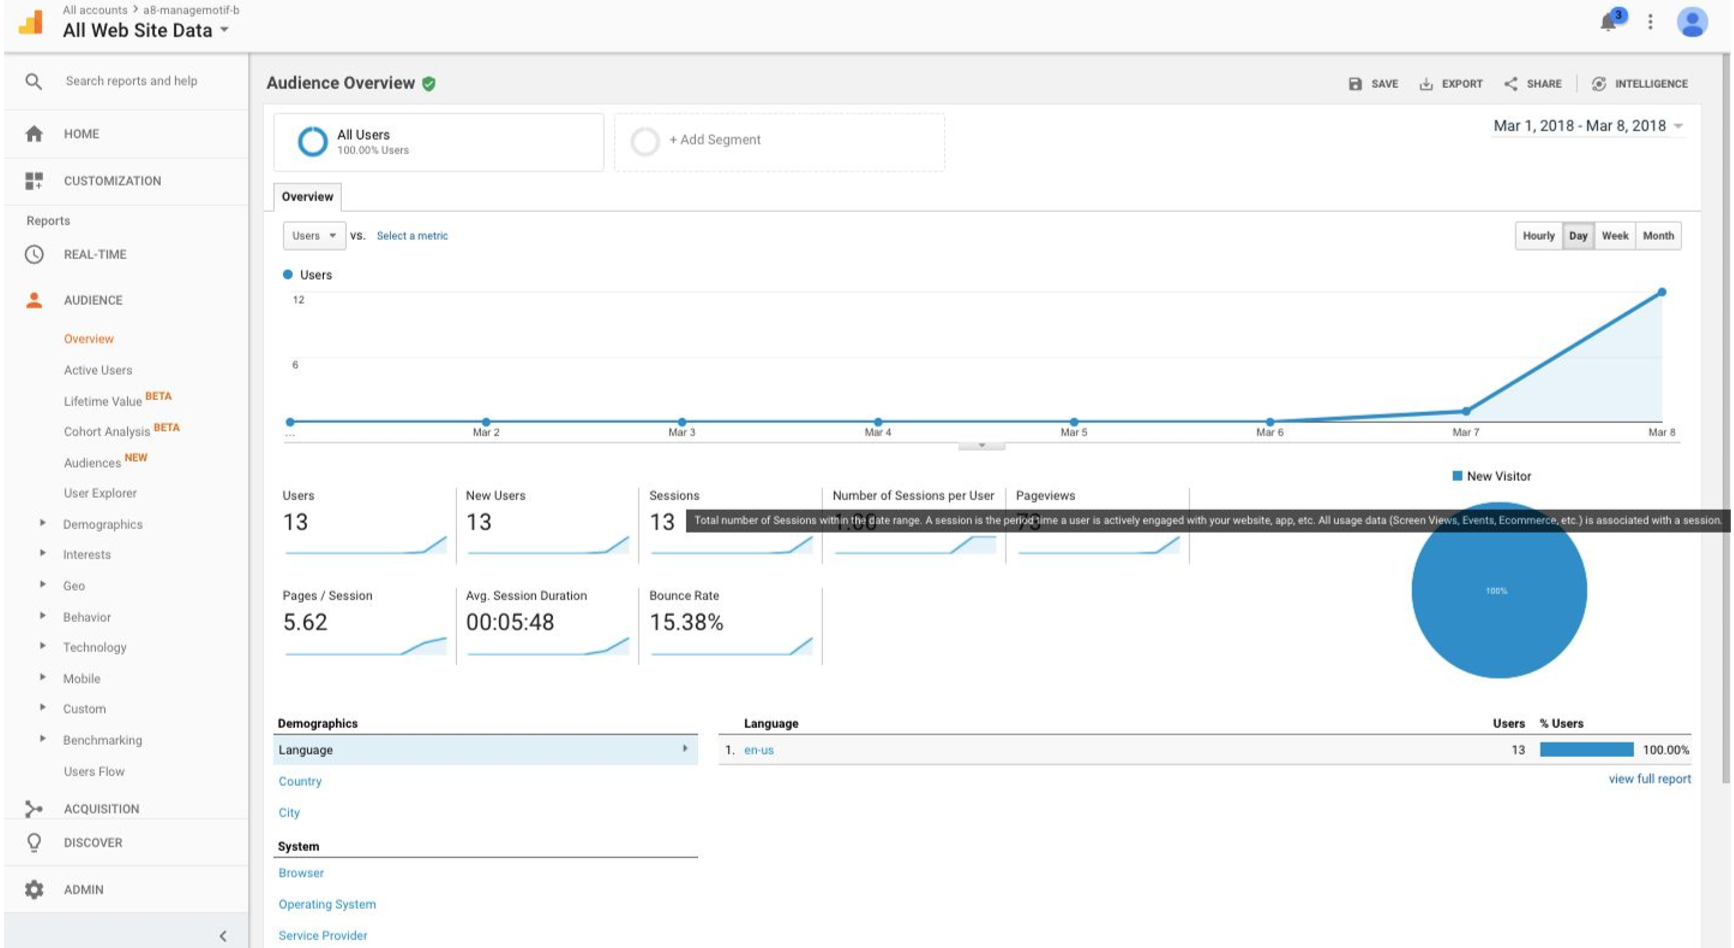 All accounts > a8-managemotif-b
All Web Site Data
3
Search reports and help
HOME
CUSTOMIZATION
Reports
REAL-TIME
AUDIENCE
Overview
Active Users
Lifetime Value BETA
Cohort Analysis BETA
Audiences NEW
User Explorer
Demographics
Interests
Geo
Behavior
Technology
Mobile
Custom
Benchmarking
Users Flow
ACQUISITION
DISCOVER
ADMIN
Audience Overview
SAVE EXPORT SHARE INTELLIGENCE
All Users
100.00% Users
+ Add Segment
Mar 1, 2018 - Mar 8, 2018
Overview
Users vs. Select a metric
Hourly Day Week Month
Users
12
6
... Mar 2 Mar 3 Mar 4 Mar 5 Mar 6 Mar 7 Mar 8
Users New Users Sessions Number of Sessions per User Pageviews
13 13 13 1.00 73
Total number of Sessions within the date range. A session is the period time a user is actively engaged with your website, app, etc. All usage data (Screen Views, Events, Ecommerce, etc.) is associated with a session.
Pages / Session Avg. Session Duration Bounce Rate
5.62 00:05:48 15.38%
New Visitor
100%
Demographics
Language
Country
City
System
Browser
Operating System
Service Provider
Language Users % Users
1. en-us 13 100.00%
view full report